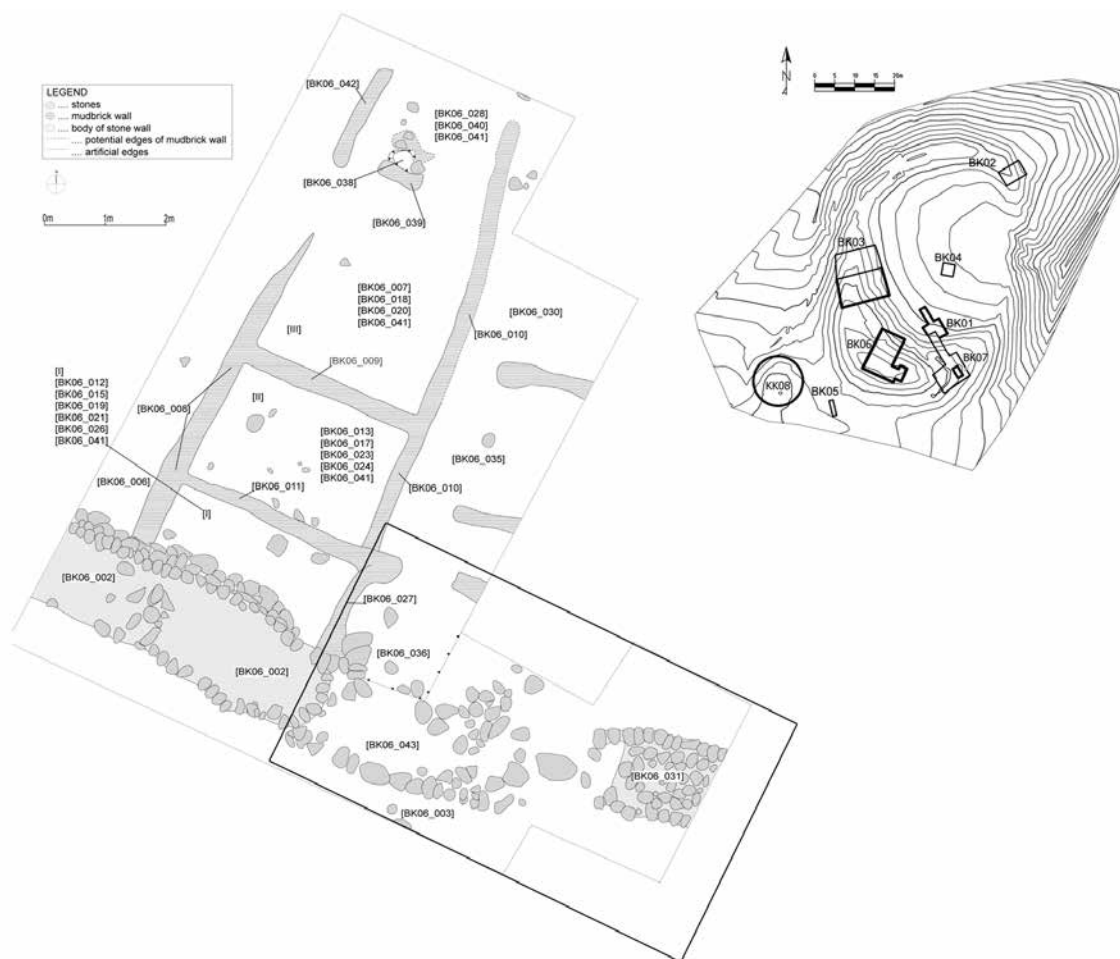 LEGEND
.... stones
.... mudbrick wall
.... body of stone wall
.... potential edges of mudbrick wall
.... artificial edges
0m 1m 2m
[BK06_042]
[BK06_028]
[BK06_040]
[BK06_041]
[BK06_038]
[BK06_039]
[BK06_007]
[BK06_018]
[BK06_020]
[BK06_041]
[BK06_030]
[BK06_010]
[III]
[BK06_009]
[I]
[BK06_012]
[BK06_015]
[BK06_019]
[BK06_021]
[BK06_026]
[BK06_041]
[BK06_008]
[II]
[BK06_013]
[BK06_017]
[BK06_023]
[BK06_024]
[BK06_041]
[BK06_035]
[BK06_006]
[BK06_011]
[BK06_010]
[I]
[BK06_002]
[BK06_027]
[BK06_036]
[BK06_002]
[BK06_043]
[BK06_031]
[BK06_003]
N
0 5 10 15 20m
BK02
BK03
BK04
BK01
BK06
BK07
KK08
BK05